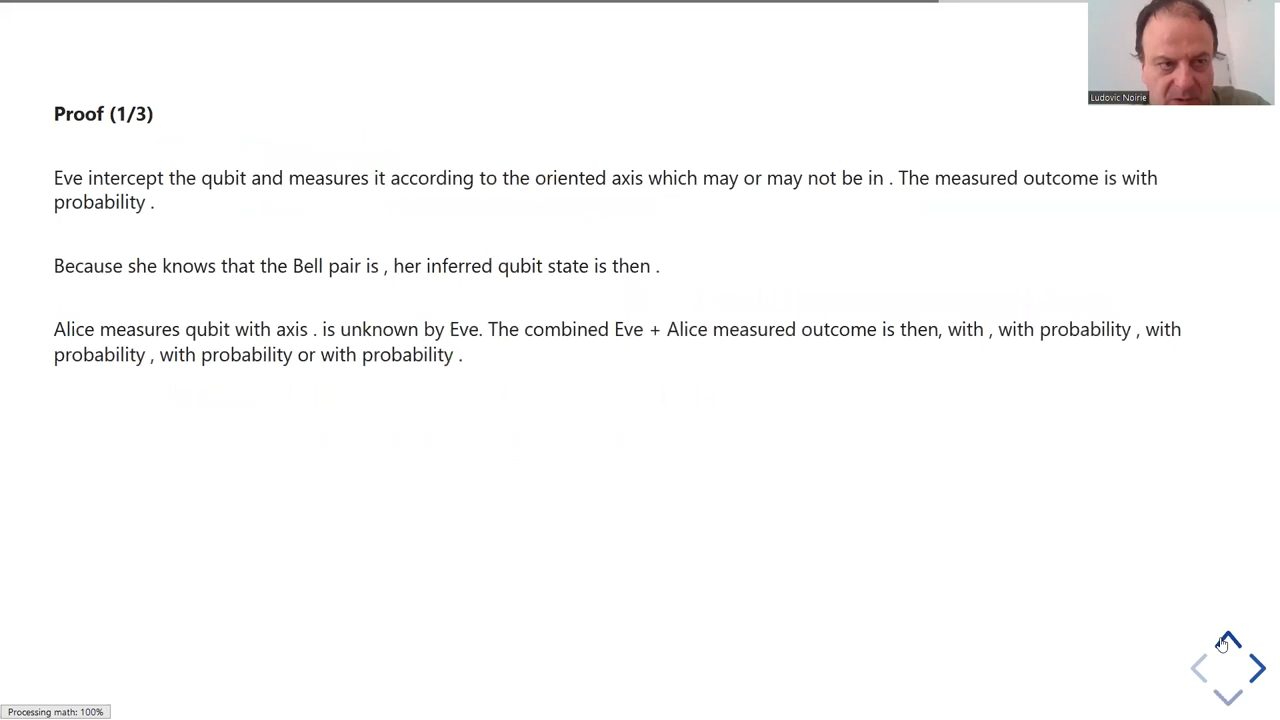 Ludovic Noirie
Proof (1/3)
Eve intercept the qubit and measures it according to the oriented axis which may or may not be in . The measured outcome is with
probability .
Because she knows that the Bell pair is , her inferred qubit state is then .
Alice measures qubit with axis . is unknown by Eve. The combined Eve + Alice measured outcome is then, with , with probability , with
probability , with probability or with probability .
Processing math: 100%